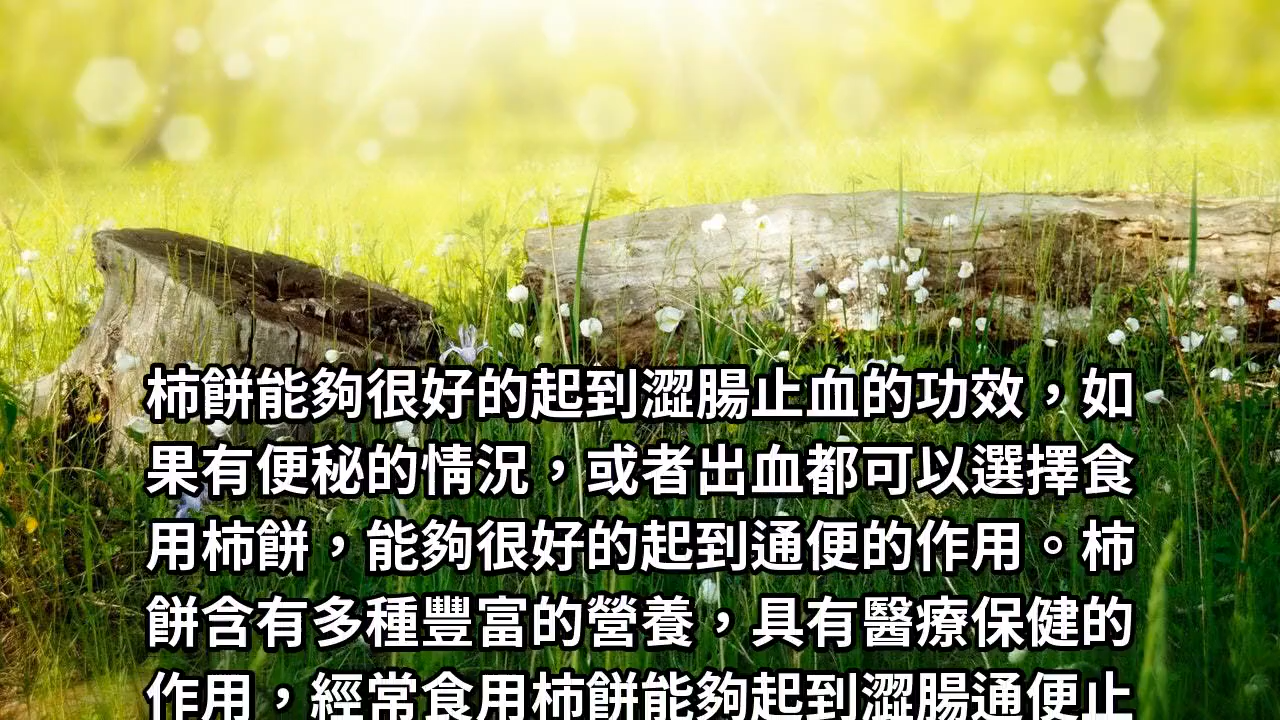 柿餅能夠很好的起到澀腸止血的功效，如
果有便秘的情況，或者出血都可以選擇食
用柿餅，能夠很好的起到通便的作用。柿
餅含有多種豐富的營養，具有醫療保健的
作用，經常食用柿餅能夠起到澀腸通便止